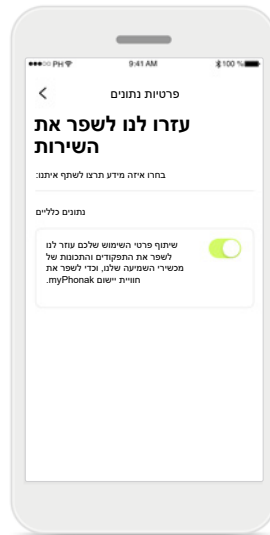 ●●●○○ PH 9:41 AM 100 %
פרטיות נתונים
עזרו לנו לשפר את
השירות
בחרו איזה מידע תרצו לשתף איתנו:
נתונים כלליים
שיתוף פרטי השימוש שלכם עוזר לנו
לשפר את התפקודים והתכונות של
מכשירי השמיעה שלנו, וכדי לשפר את
חוויית יישום myPhonak.